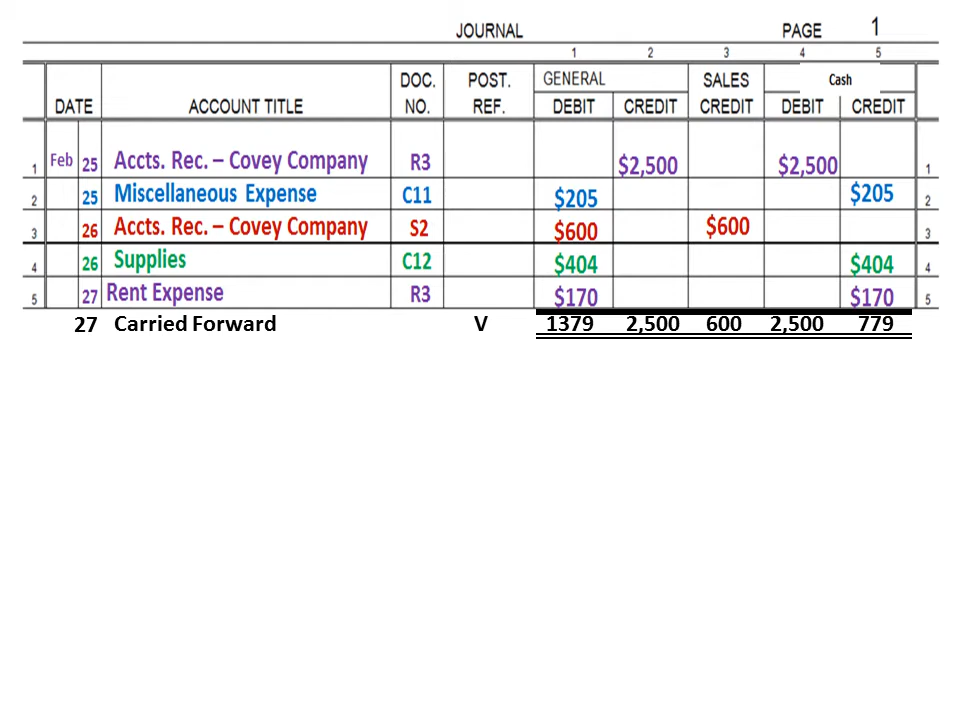 JOURNAL PAGE 1
1 2 3 4 5
DOC. POST. GENERAL SALES Cash
DATE ACCOUNT TITLE NO. REF. DEBIT CREDIT CREDIT DEBIT CREDIT
1 Feb 25 Accts. Rec. – Covey Company R3 $2,500 $2,500 1
2 25 Miscellaneous Expense C11 $205 $205 2
3 26 Accts. Rec. – Covey Company S2 $600 $600 3
4 26 Supplies C12 $404 $404 4
5 27 Rent Expense R3 $170 $170 5
27 Carried Forward V 1379 2,500 600 2,500 779